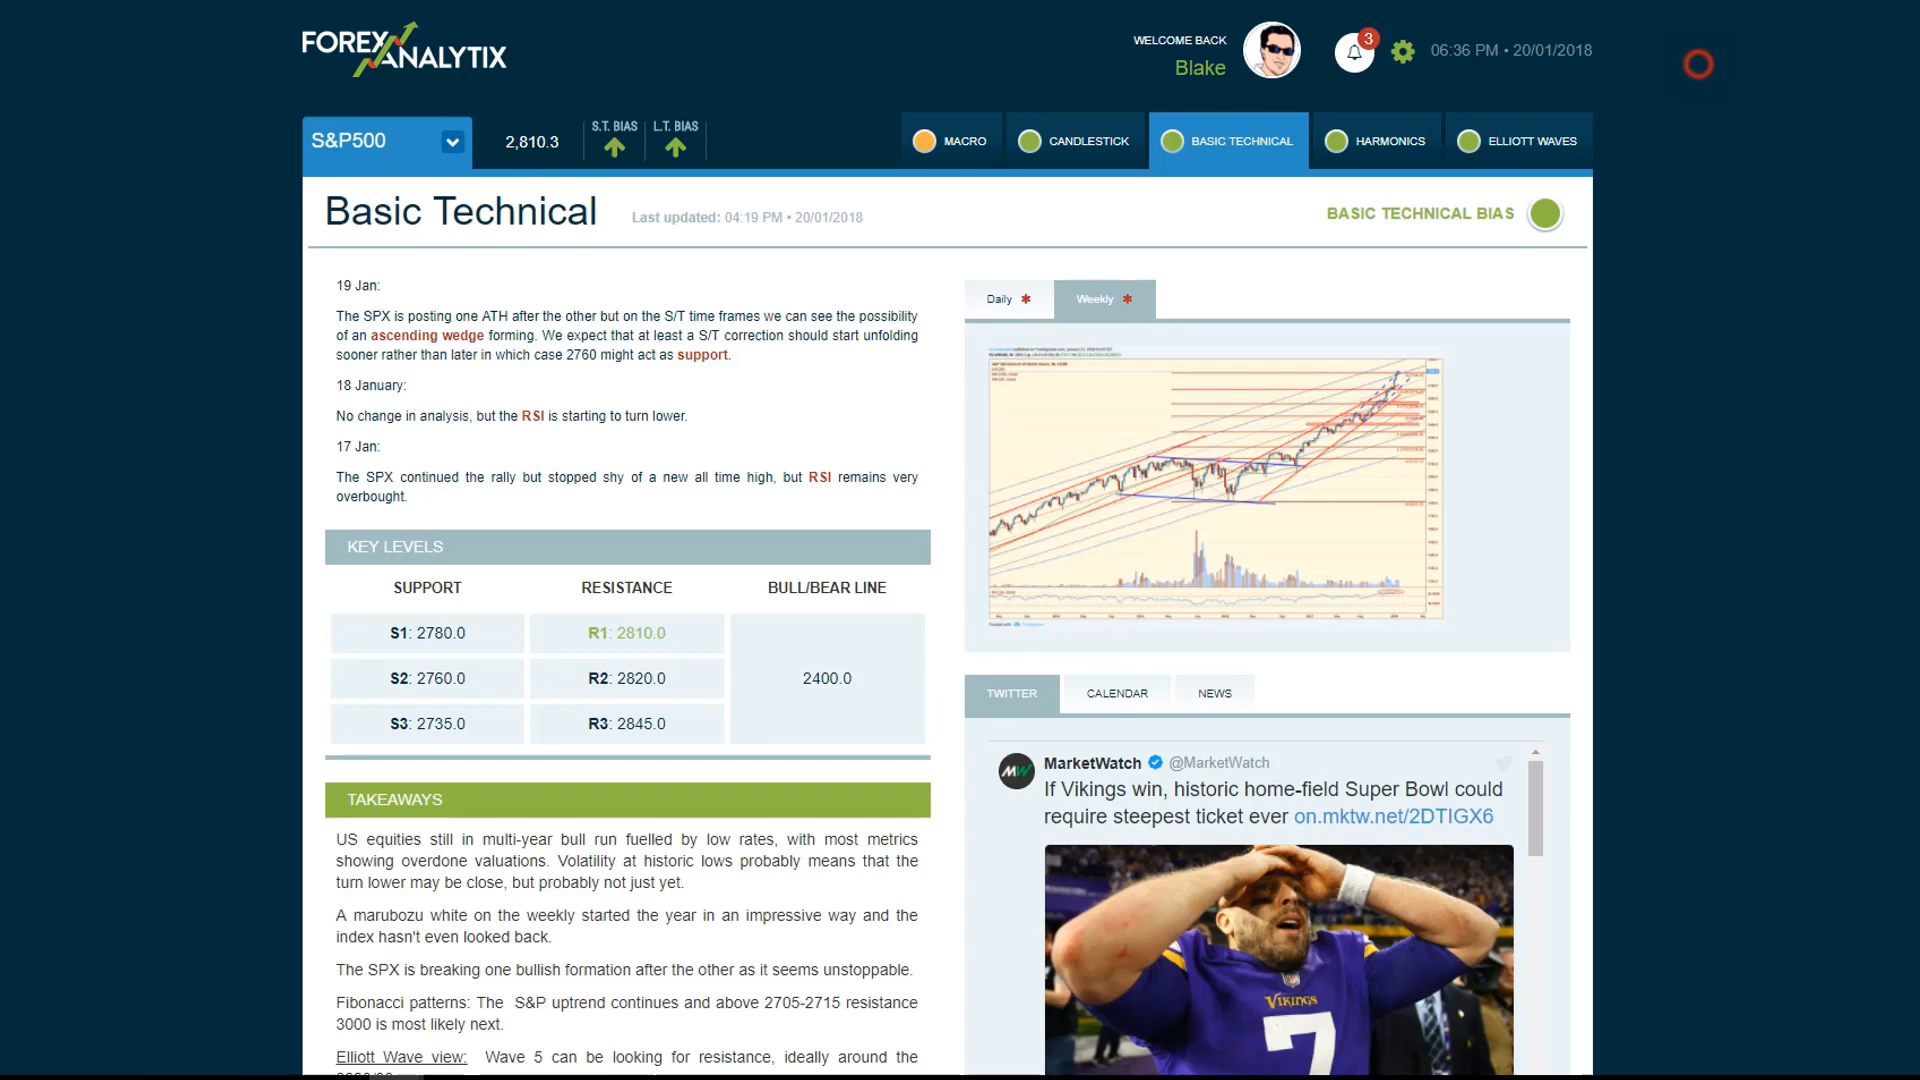 FOREX ANALYTIX
WELCOME BACK
Blake
3
06:36 PM • 20/01/2018
S&P500
2,810.3
S.T. BIAS
L.T. BIAS
MACRO
CANDLESTICK
BASIC TECHNICAL
HARMONICS
ELLIOTT WAVES
Basic Technical
Last updated: 04:19 PM • 20/01/2018
BASIC TECHNICAL BIAS
19 Jan:
The SPX is posting one ATH after the other but on the S/T time frames we can see the possibility
of an ascending wedge forming. We expect that at least a S/T correction should start unfolding
sooner rather than later in which case 2760 might act as support.
18 January:
No change in analysis, but the RSI is starting to turn lower.
17 Jan:
The SPX continued the rally but stopped shy of a new all time high, but RSI remains very
overbought.
KEY LEVELS
SUPPORT
RESISTANCE
BULL/BEAR LINE
S1: 2780.0
R1: 2810.0
S2: 2760.0
R2: 2820.0
2400.0
S3: 2735.0
R3: 2845.0
TAKEAWAYS
US equities still in multi-year bull run fuelled by low rates, with most metrics
showing overdone valuations. Volatility at historic lows probably means that the
turn lower may be close, but probably not just yet.
A marubozu white on the weekly started the year in an impressive way and the
index hasn't even looked back.
The SPX is breaking one bullish formation after the other as it seems unstoppable.
Fibonacci patterns: The S&P uptrend continues and above 2705-2715 resistance
3000 is most likely next.
Elliott Wave view: Wave 5 can be looking for resistance, ideally around the
Daily *
Weekly *
TWITTER
CALENDAR
NEWS
MW
MarketWatch @MarketWatch
If Vikings win, historic home-field Super Bowl could
require steepest ticket ever on.mktw.net/2DTIGX6
VIKINGS
7